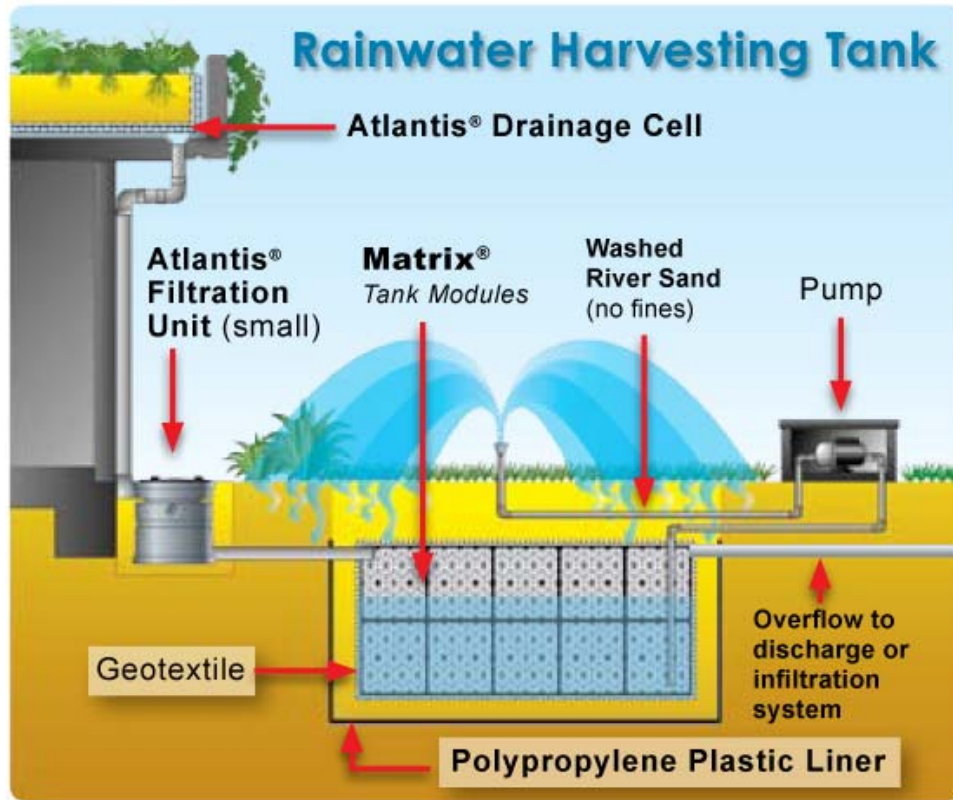 Rainwater Harvesting Tank
Atlantis® Drainage Cell
Atlantis®
Filtration
Unit (small)
Matrix®
Tank Modules
Washed
River Sand
(no fines)
Pump
Geotextile
Overflow to
discharge or
infiltration
system
Polypropylene Plastic Liner